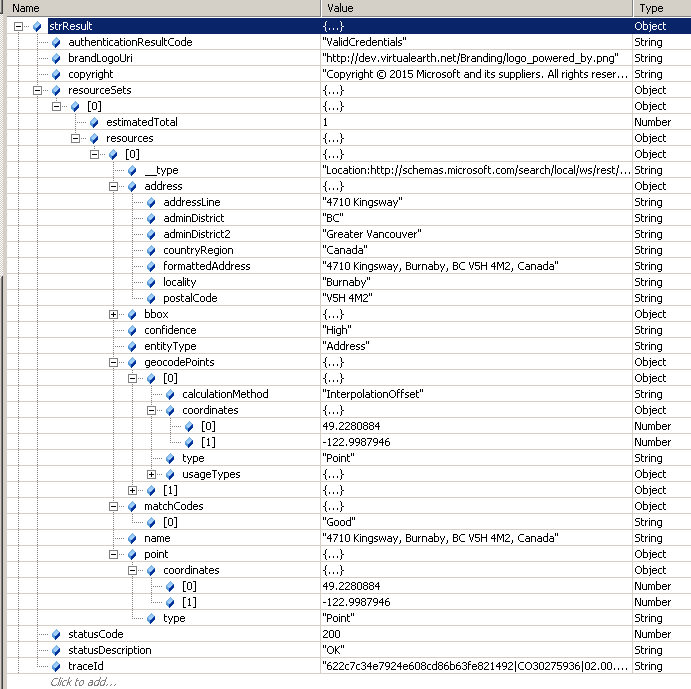 Name Value Type
strResult {...} Object
authenticationResultCode "ValidCredentials" String
brandLogoUri "http://dev.virtualearth.net/Branding/logo_powered_by.png" String
copyright "Copyright © 2015 Microsoft and its suppliers. All rights reser... String
resourceSets {...} Object
[0] {...} Object
estimatedTotal 1 Number
resources {...} Object
[0] {...} Object
__type "Location:http://schemas.microsoft.com/search/local/ws/rest/... String
address {...} Object
addressLine "4710 Kingsway" String
adminDistrict "BC" String
adminDistrict2 "Greater Vancouver" String
countryRegion "Canada" String
formattedAddress "4710 Kingsway, Burnaby, BC V5H 4M2, Canada" String
locality "Burnaby" String
postalCode "V5H 4M2" String
bbox {...} Object
confidence "High" String
entityType "Address" String
geocodePoints {...} Object
[0] {...} Object
calculationMethod "InterpolationOffset" String
coordinates {...} Object
[0] 49.2280884 Number
[1] -122.9987946 Number
type "Point" String
usageTypes {...} Object
[1] {...} Object
matchCodes {...} Object
[0] "Good" String
name "4710 Kingsway, Burnaby, BC V5H 4M2, Canada" String
point {...} Object
coordinates {...} Object
[0] 49.2280884 Number
[1] -122.9987946 Number
type "Point" String
statusCode 200 Number
statusDescription "OK" String
traceId "622c7c34e7924e608cd86b63fe821492|CO30275936|02.00.... String
Click to add...